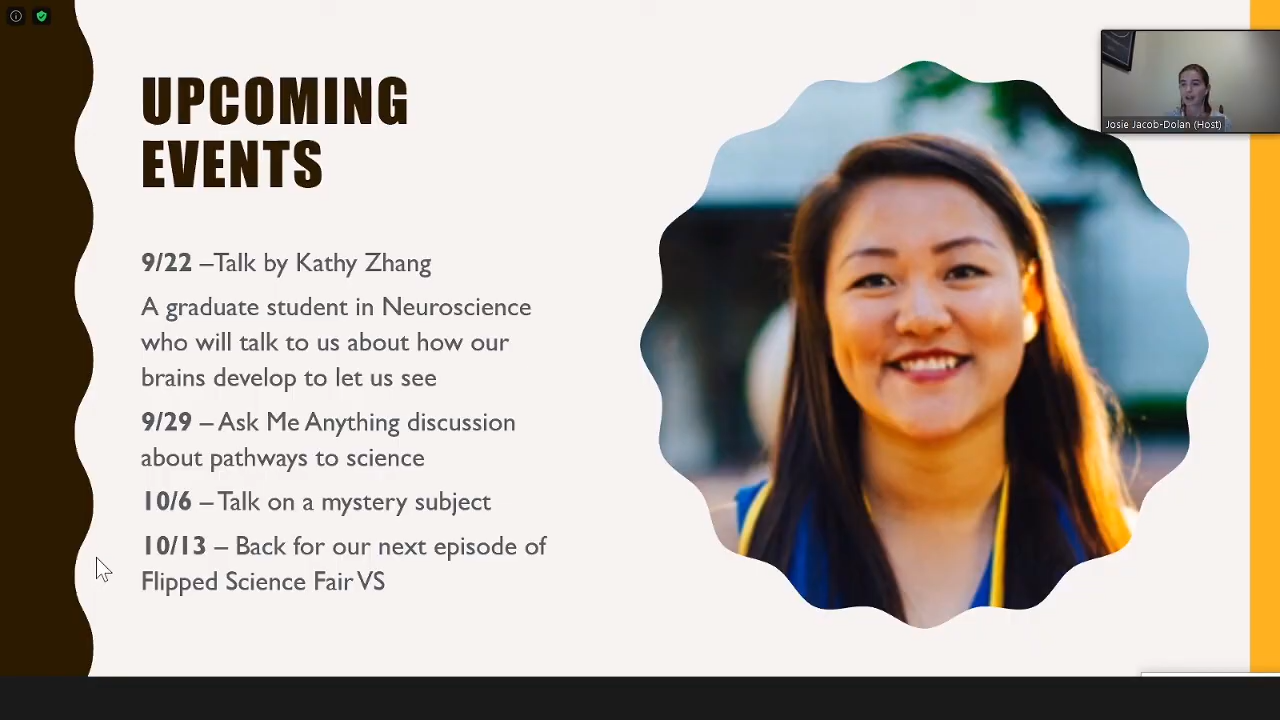 UPCOMING
EVENTS
9/22 –Talk by Kathy Zhang
A graduate student in Neuroscience
who will talk to us about how our
brains develop to let us see
9/29 – Ask Me Anything discussion
about pathways to science
10/6 – Talk on a mystery subject
10/13 – Back for our next episode of
Flipped Science Fair VS
Josie Jacob-Dolan (Host)